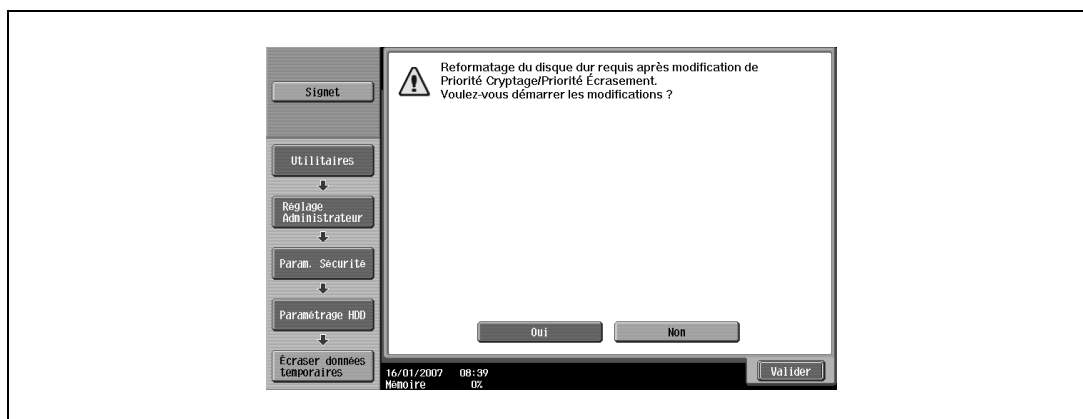 Signet
Utilitaires
Réglage
Administrateur
Param. Sécurité
Paramétrage HDD
Écraser données
temporaires
Reformatage du disque dur requis après modification de
Priorité Cryptage/Priorité Écrasement.
Voulez-vous démarrer les modifications ?
Oui
Non
16/01/2007 08:39
Mémoire 0%
Valider